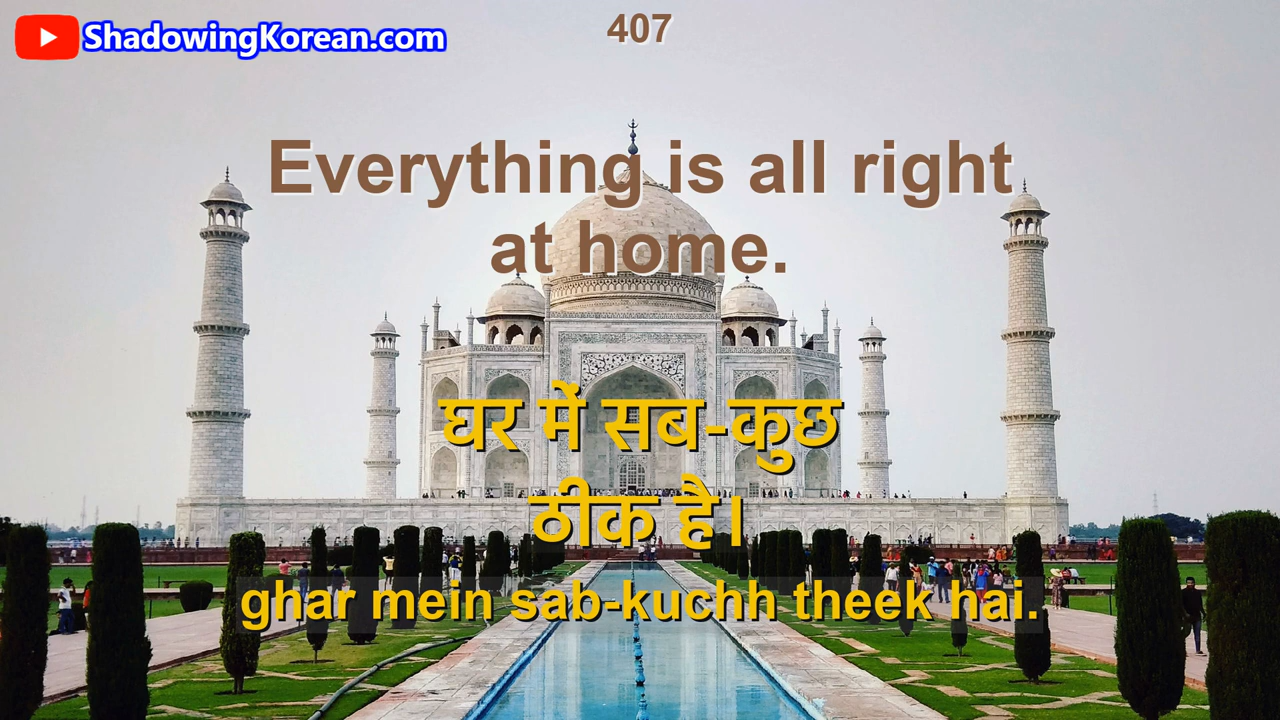 ShadowingKorean.com
407
Everything is all right
at home.
घर में सब-कुछ
ठीक है।
ghar mein sab-kuchh theek hai.